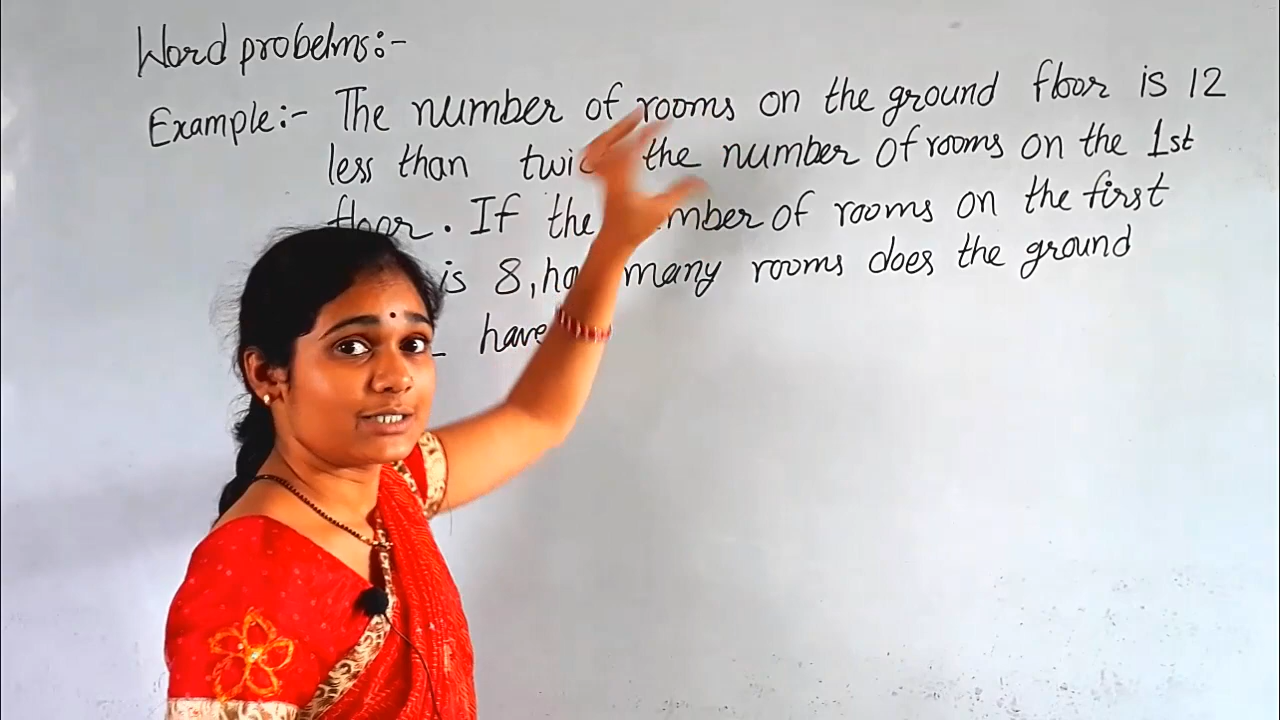 Word probelms:-
Example:- The number of rooms on the ground floor is 12
less than the number of rooms on the 1st
floor. If the of rooms on the first
is 8, many rooms does the ground
have